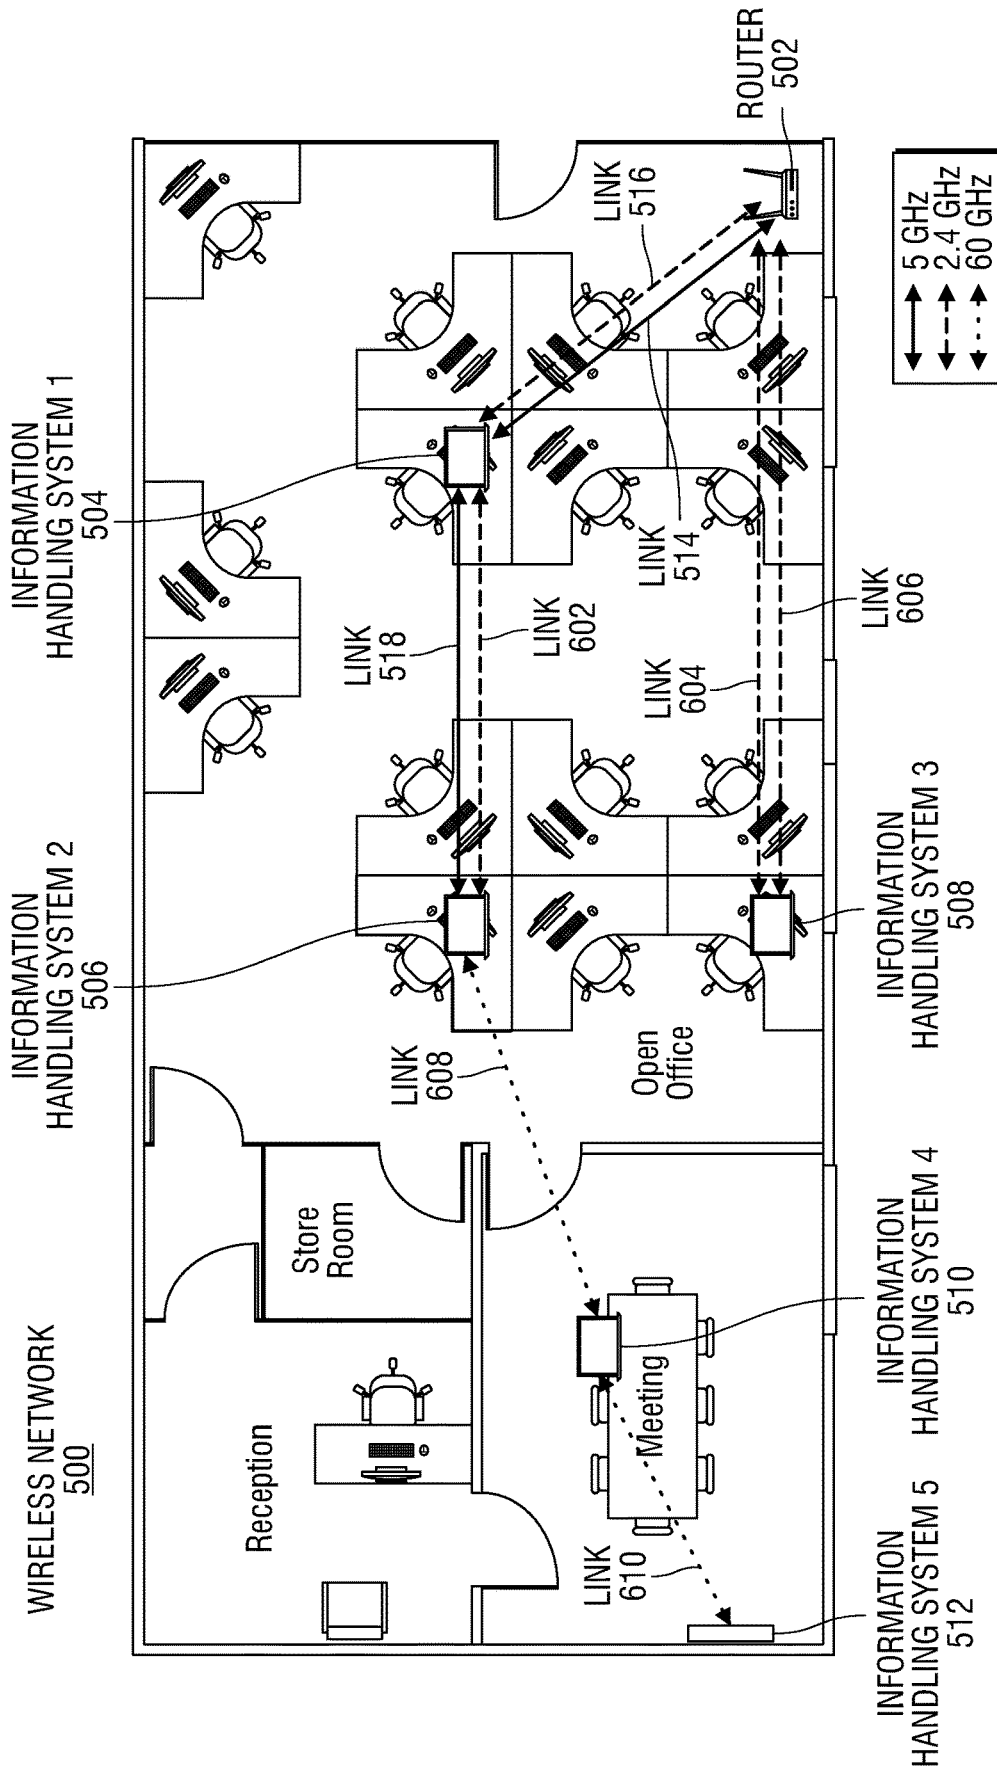 WIRELESS NETWORK
500
INFORMATION
HANDLING SYSTEM 2
506
INFORMATION
HANDLING SYSTEM 1
504
Reception
Store
Room
LINK
608
LINK
518
LINK
602
LINK
516
ROUTER
502
LINK
610
Meeting
Open
Office
LINK
604
LINK
514
LINK
606
INFORMATION
HANDLING SYSTEM 5
512
INFORMATION
HANDLING SYSTEM 4
510
INFORMATION
HANDLING SYSTEM 3
508
5 GHz
2.4 GHz
60 GHz